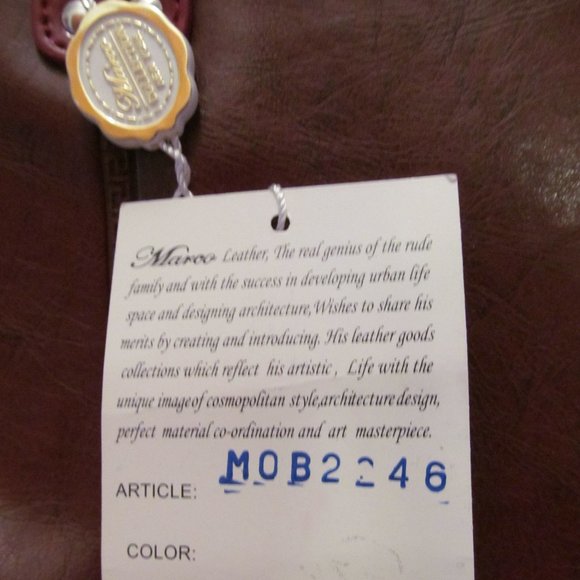 Marco
Marco Leather, The real genius of the rude
family and with the success in developing urban life
space and designing architecture, Wishes to share his
merits by creating and introducing. His leather goods
collections which reflect his artistic, Life with the
unique image of cosmopolitan style,architecture design,
perfect material co-ordination and art masterpiece.
ARTICLE: MOB2246
COLOR: